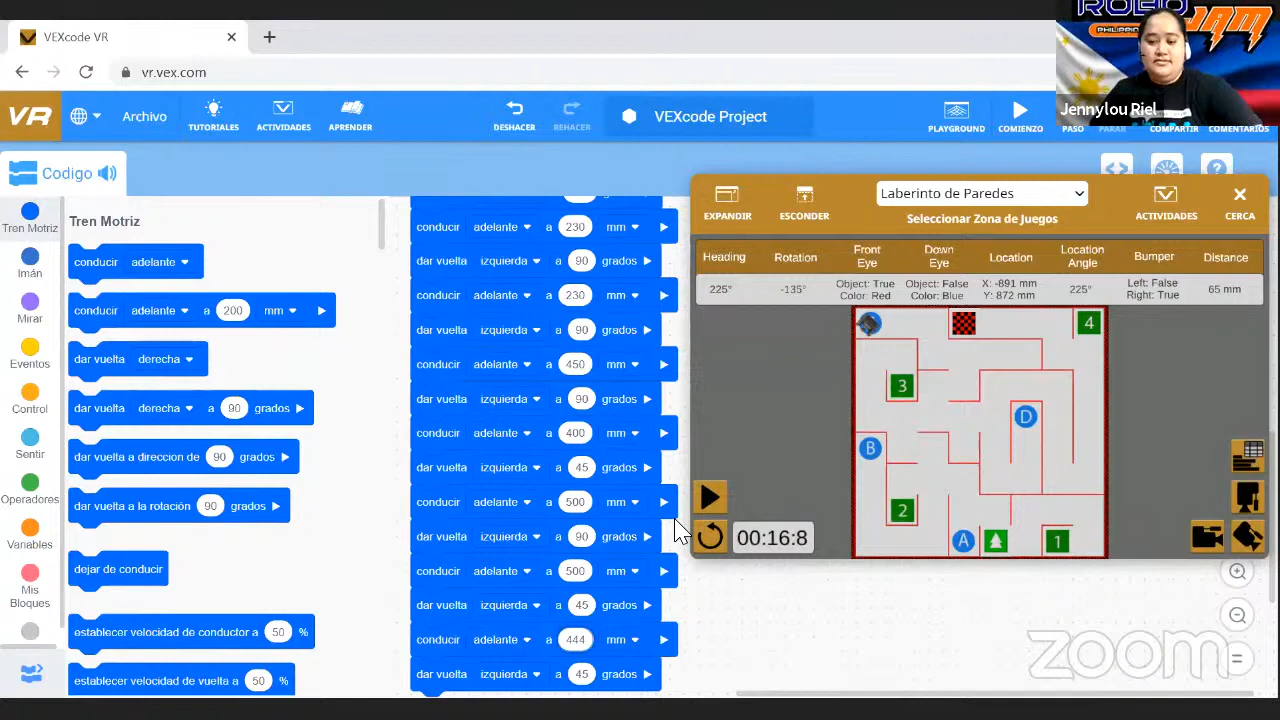 VEXcode VR
vr.vex.com
ROBO
JAM
PHILIPPINES
Jennylou Riel
VR
Archivo
TUTORIALES
ACTIVIDADES
APRENDER
DESHACER
REHACER
VEXcode Project
PLAYGROUND
COMIENZO
PASO
PARAR
COMPARTIR
COMENTARIOS
Codigo
Tren Motriz
Imán
Mirar
Eventos
Control
Sentir
Operadores
Variables
Mis
Bloques
Tren Motriz
conducir adelante
conducir adelante a 200 mm
dar vuelta derecha
dar vuelta derecha a 90 grados
dar vuelta a direccion de 90 grados
dar vuelta a la rotación 90 grados
dejar de conducir
establecer velocidad de conductor a 50 %
establecer velocidad de vuelta a 50 %
conducir adelante a 230 mm
dar vuelta izquierda a 90 grados
conducir adelante a 230 mm
dar vuelta izquierda a 90 grados
conducir adelante a 450 mm
dar vuelta izquierda a 90 grados
conducir adelante a 400 mm
dar vuelta izquierda a 45 grados
conducir adelante a 500 mm
dar vuelta izquierda a 90 grados
conducir adelante a 500 mm
dar vuelta izquierda a 45 grados
conducir adelante a 444 mm
dar vuelta izquierda a 45 grados
EXPANDIR
ESCONDER
Laberinto de Paredes
Seleccionar Zona de Juegos
ACTIVIDADES
CERCA
Heading
Rotation
Front
Eye
Down
Eye
Location
Location
Angle
Bumper
Distance
225°
-135°
Object: True
Color: Red
Object: False
Color: Blue
X: -891 mm
Y: 872 mm
225°
Left: False
Right: True
65 mm
4
3
D
B
2
A
1
00:16:8
zoom